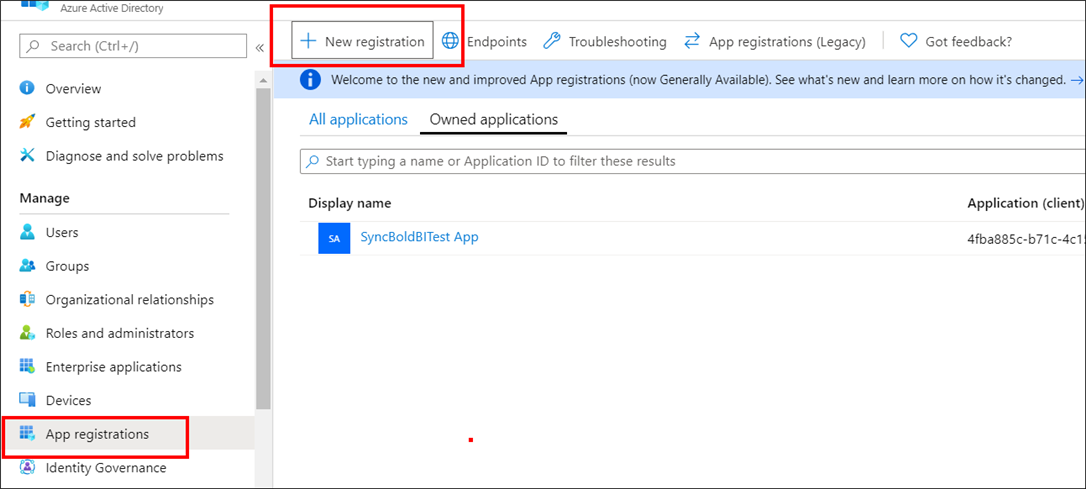 Azure Active Directory
Search (Ctrl+/)
«
Overview
Getting started
Diagnose and solve problems
Manage
Users
Groups
Organizational relationships
Roles and administrators
Enterprise applications
Devices
App registrations
Identity Governance
+ New registration Endpoints Troubleshooting App registrations (Legacy) Got feedback?
Welcome to the new and improved App registrations (now Generally Available). See what's new and learn more on how it's changed. →
All applications Owned applications
Start typing a name or Application ID to filter these results
Display name Application (client)
SA SyncBoldBITest App 4fba885c-b71c-4c15